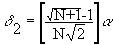 δ₂ = [(√N+1-1)/(N√2)] α